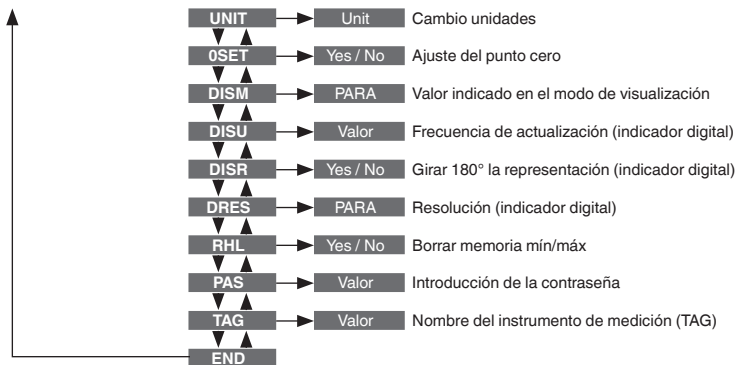 UNIT Unit Cambio unidades
0SET Yes / No Ajuste del punto cero
DISM PARA Valor indicado en el modo de visualización
DISU Valor Frecuencia de actualización (indicador digital)
DISR Yes / No Girar 180° la representación (indicador digital)
DRES PARA Resolución (indicador digital)
RHL Yes / No Borrar memoria mín/máx
PAS Valor Introducción de la contraseña
TAG Valor Nombre del instrumento de medición (TAG)
END